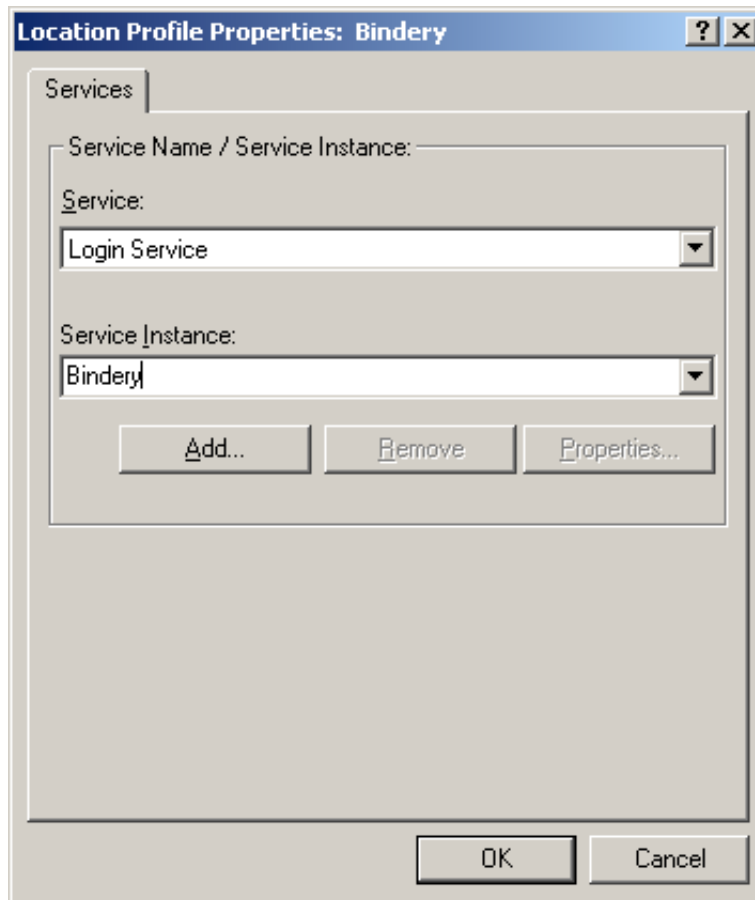 Location Profile Properties: Bindery
Services
Service Name / Service Instance:
Service:
Login Service
Service Instance:
Bindery
Add... Remove Properties...
OK Cancel